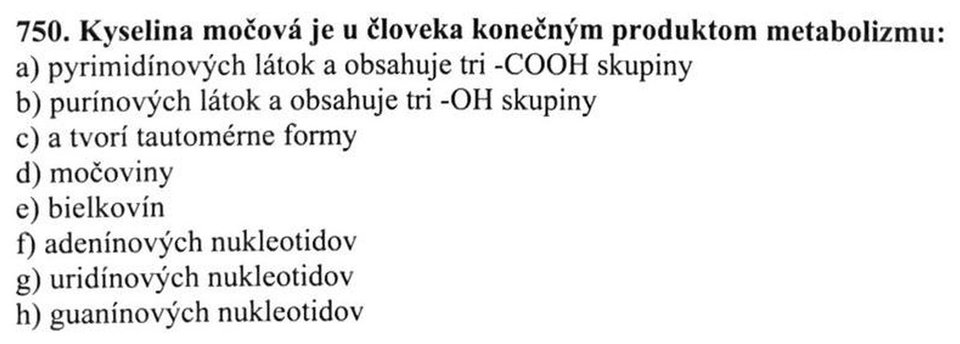 750. Kyselina močová je u človeka konečným produktom metabolizmu:
a) pyrimidínových látok a obsahuje tri -COOH skupiny
b) purínových látok a obsahuje tri -OH skupiny
c) a tvorí tautomérne formy
d) močoviny
e) bielkovín
f) adenínových nukleotidov
g) uridínových nukleotidov
h) guanínových nukleotidov